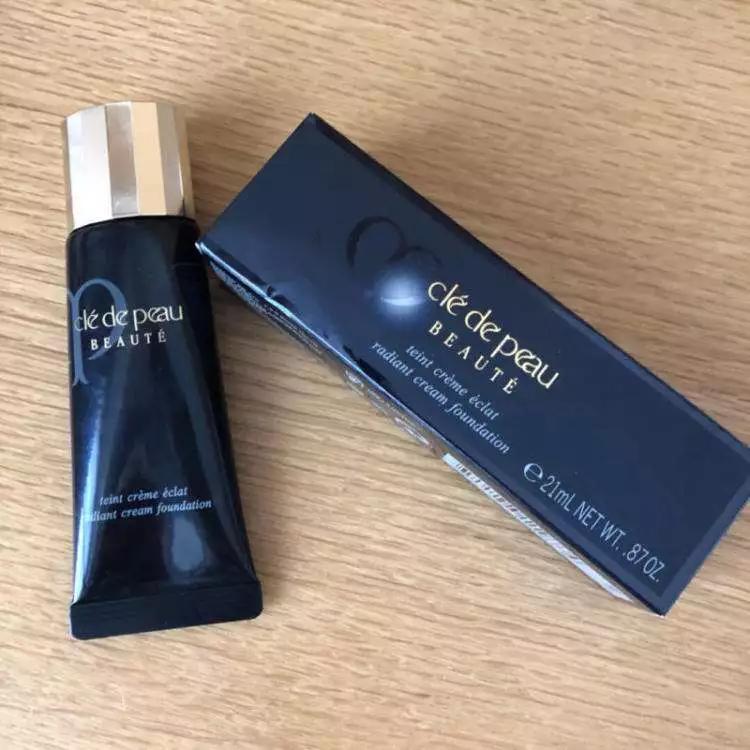 clé de peau
BEAUTÉ
teint crème éclat
radiant cream foundation
clé de peau
BEAUTÉ
teint crème éclat
radiant cream foundation
℮ 21mL NET WT. .87 OZ.